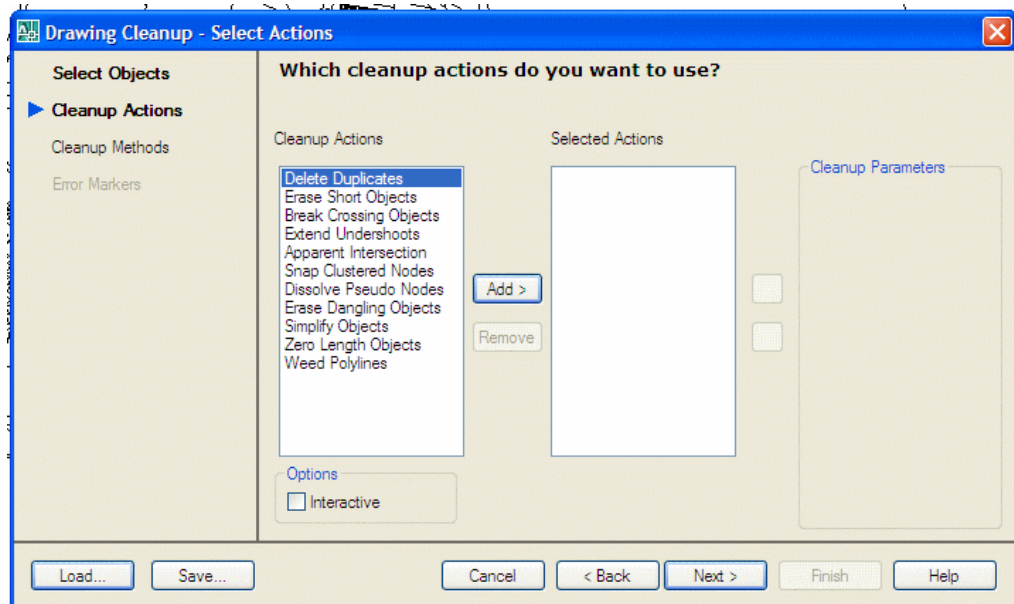 Drawing Cleanup - Select Actions
Select Objects
Cleanup Actions
Cleanup Methods
Error Markers
Which cleanup actions do you want to use?
Cleanup Actions
Delete Duplicates
Erase Short Objects
Break Crossing Objects
Extend Undershoots
Apparent Intersection
Snap Clustered Nodes
Dissolve Pseudo Nodes
Erase Dangling Objects
Simplify Objects
Zero Length Objects
Weed Polylines
Add >
Remove
Selected Actions
Cleanup Parameters
Options
Interactive
Load...
Save...
Cancel
< Back
Next >
Finish
Help